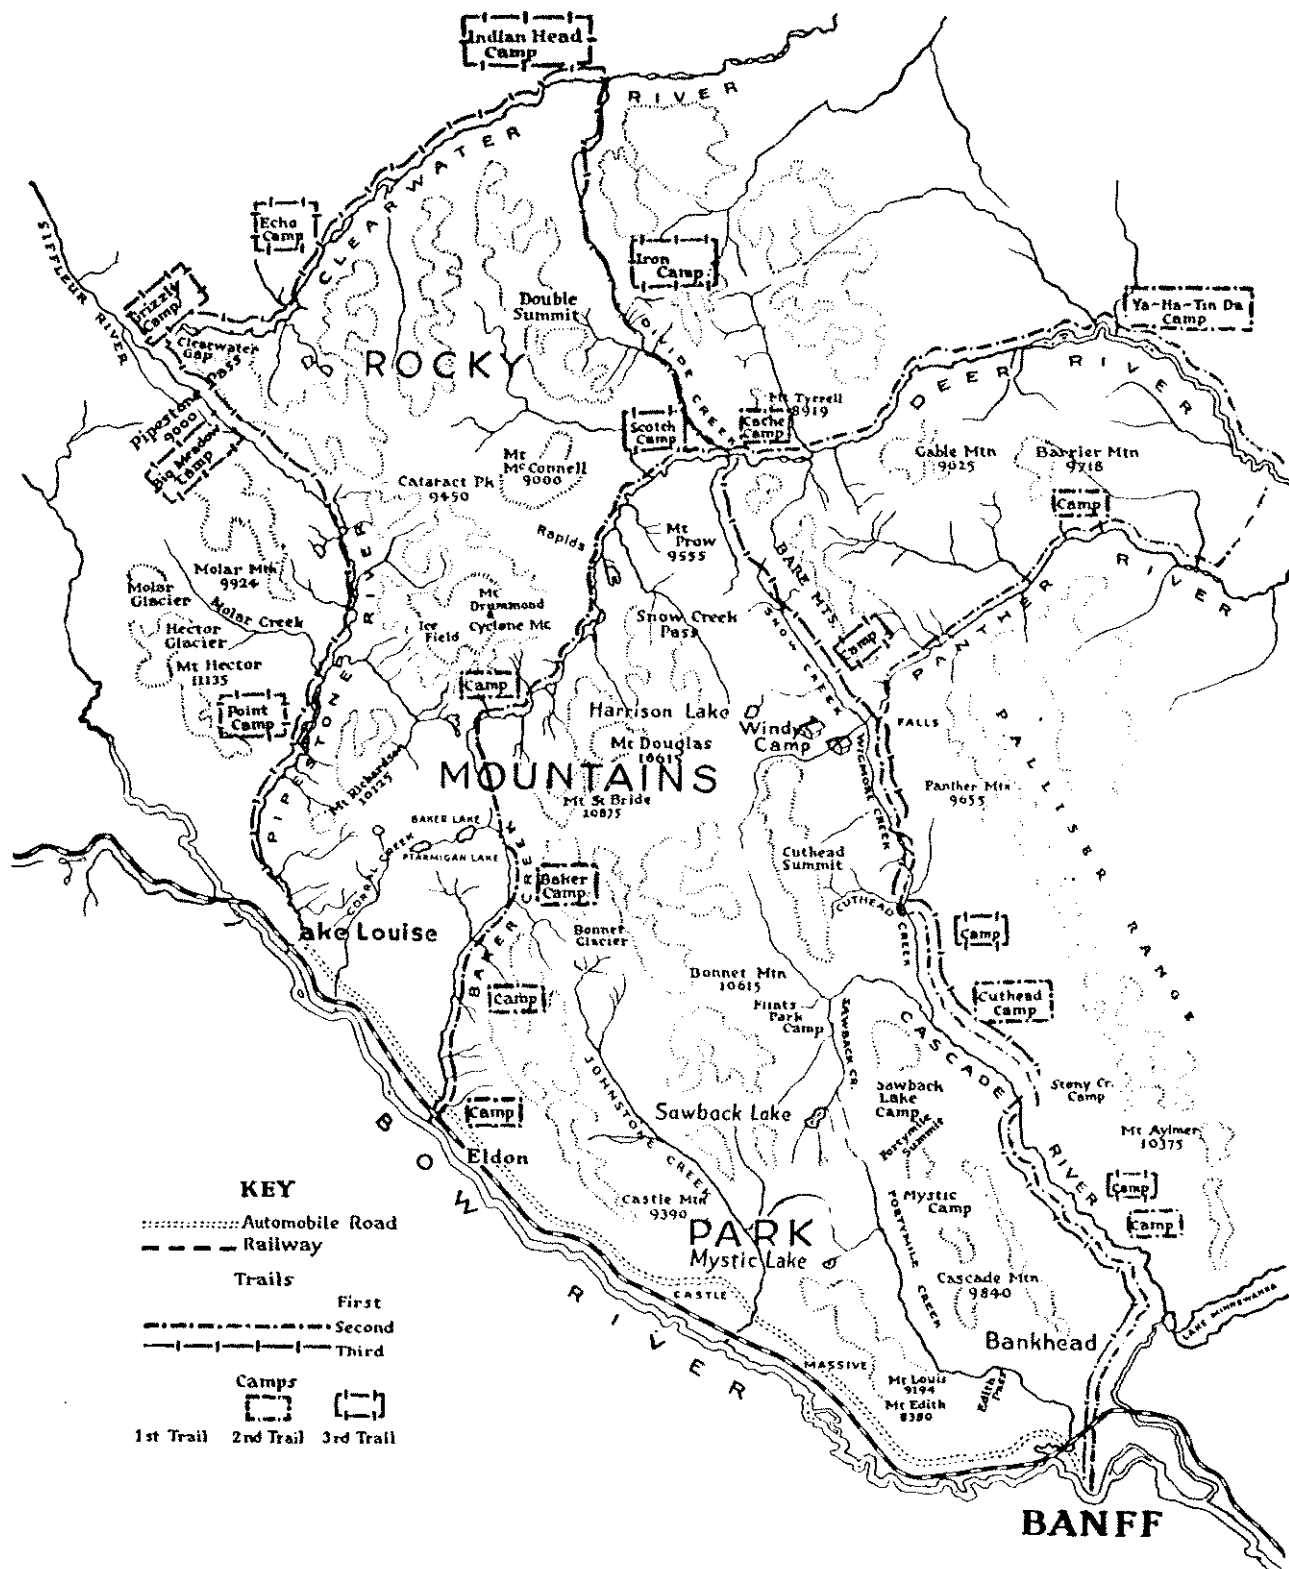 Indian Head
Camp
RIVER
CLEARWATER
Echo
Camp
SIFFLEUR RIVER
Grizzly
Camp
Clearwater
Gap
Iron
Camp
Double
Summit
Ya-Ha-Tin Da
Camp
ROCKY
DIVIDE CREEK
DEER RIVER
Pipestone Pass
9000
Big Meadow
Camp
Mt Tyrrell
8919
Scotch
Camp
Cache
Camp
Mt
McConnell
9000
Cataract Pk
9450
Gable Mtn
9625
Barrier Mtn
9718
Camp
Rapids
Mt
Prow
9555
BARE MTS.
PANTHER RIVER
Molar Mtn
9924
Molar
Glacier
Molar Creek
Hector
Glacier
Mt Hector
11135
Point
Camp
PIPESTONE RIVER
Mt
Drummond
&
Cyclone Mt.
Ice
Field
Snow Creek
Pass
SNOW CREEK
Camp
Camp
Harrison Lake
Windy
Camp
FALLS
Mt Douglas
10615
MOUNTAINS
Mt Richardson
10125
Mt St Bride
10875
WIGMORE CREEK
Panther Mtn
9655
PALLISER RANGE
BAKER LAKE
PTARMIGAN LAKE
CORRAL CREEK
Cuthead
Summit
CUTHEAD CREEK
Baker
Camp
BAKER CREEK
ake Louise
Bonnet
Glacier
Camp
Bonnet Mtn
10615
Flints
Park
Camp
Camp
Cuthead
Camp
SAWBACK CR.
CASCADE RIVER
JOHNSTONE CREEK
Sawback
Lake
Camp
Stony Cr.
Camp
Sawback Lake
Camp
Eldon
Fortymile
Summit
Mt Aylmer
10375
Camp
Camp
Castle Mtn
9390
Mystic
Camp
PARK
Mystic Lake
FORTYMILE CREEK
Cascade Mtn
9840
CASTLE
LAKE MINNEWANKA
Bankhead
MASSIVE
Mt Louis
9194
Mt Edith
8380
Edith
Pass
BOW RIVER
BANFF
KEY
Automobile Road
Railway
Trails
First
Second
Third
Camps
1st Trail 2nd Trail 3rd Trail